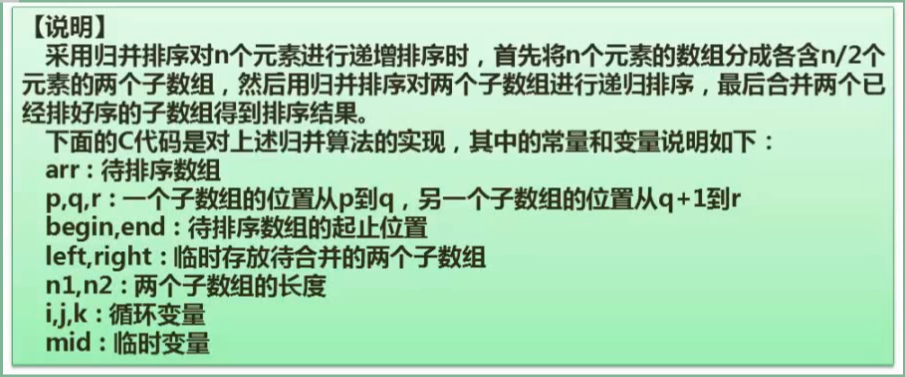 【说明】
采用归并排序对n个元素进行递增排序时，首先将n个元素的数组分成各含n/2个
元素的两个子数组，然后用归并排序对两个子数组进行递归排序，最后合并两个已
经排好序的子数组得到排序结果。
下面的C代码是对上述归并算法的实现，其中的常量和变量说明如下：
arr：待排序数组
p,q,r：一个子数组的位置从p到q，另一个子数组的位置从q+1到r
begin,end：待排序数组的起止位置
left,right：临时存放待合并的两个子数组
n1,n2：两个子数组的长度
i,j,k：循环变量
mid：临时变量